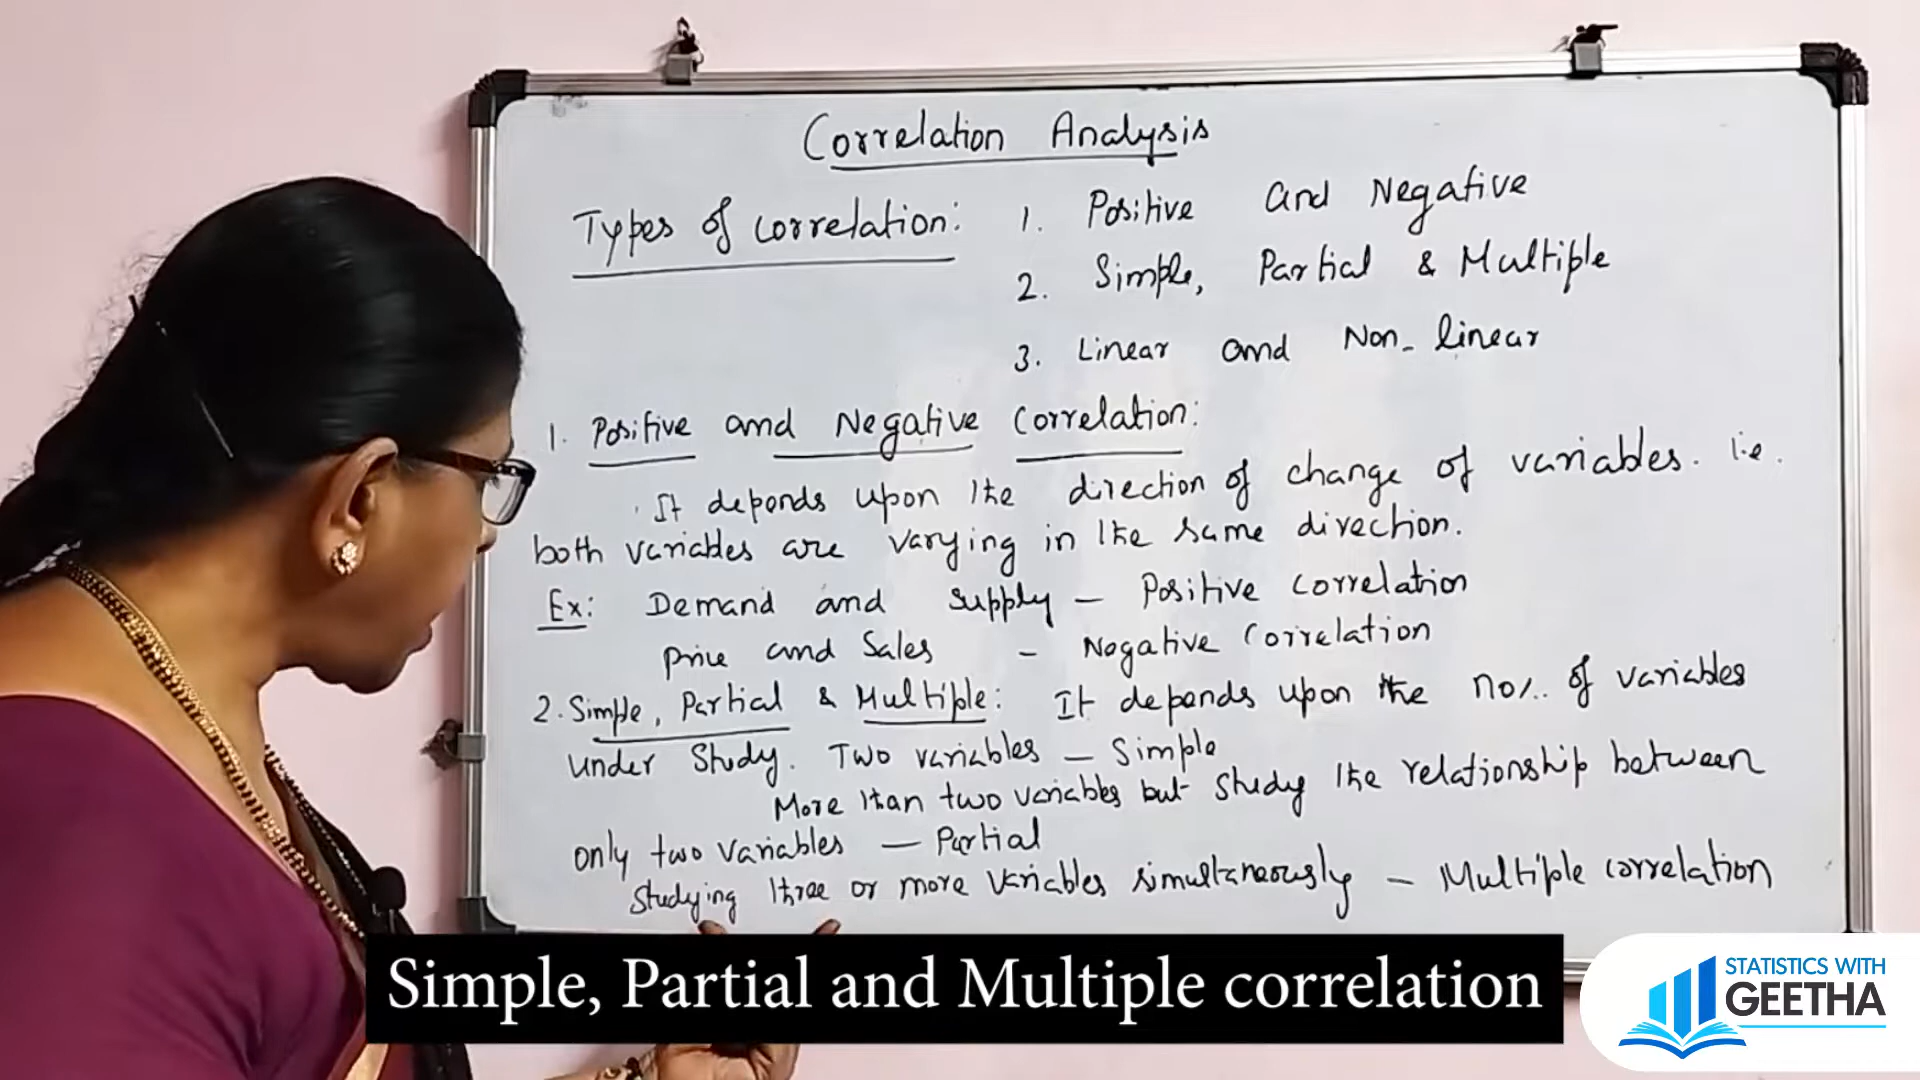 Correlation Analysis
Types of correlation: 1. Positive and Negative
2. Simple, Partial & Multiple
3. Linear and Non-linear
1. Positive and Negative Correlation:
It depends upon the direction of change of variables. i.e.
both variables are varying in the same direction.
Ex: Demand and supply – Positive correlation
Price and Sales – Negative Correlation
2. Simple, Partial & Multiple: It depends upon the no/.. of variables
under Study. Two variables – Simple
More than two variables but study the relationship between
only two variables – Partial
Studying three or more variables simultaneously – Multiple correlation
Simple, Partial and Multiple correlation
STATISTICS WITH
GEETHA